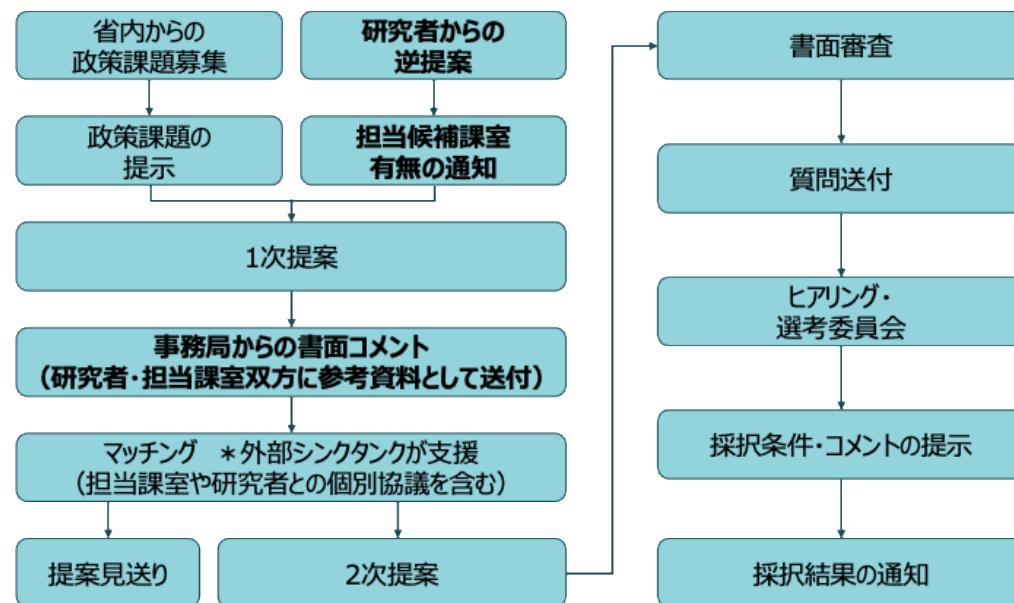 省内からの
政策課題募集
研究者からの
逆提案
政策課題の
提示
担当候補課室
有無の通知
1次提案
事務局からの書面コメント
（研究者・担当課室双方に参考資料として送付）
マッチング　＊外部シンクタンクが支援
（担当課室や研究者との個別協議を含む）
提案見送り
2次提案
書面審査
質問送付
ヒアリング・
選考委員会
採択条件・コメントの提示
採択結果の通知